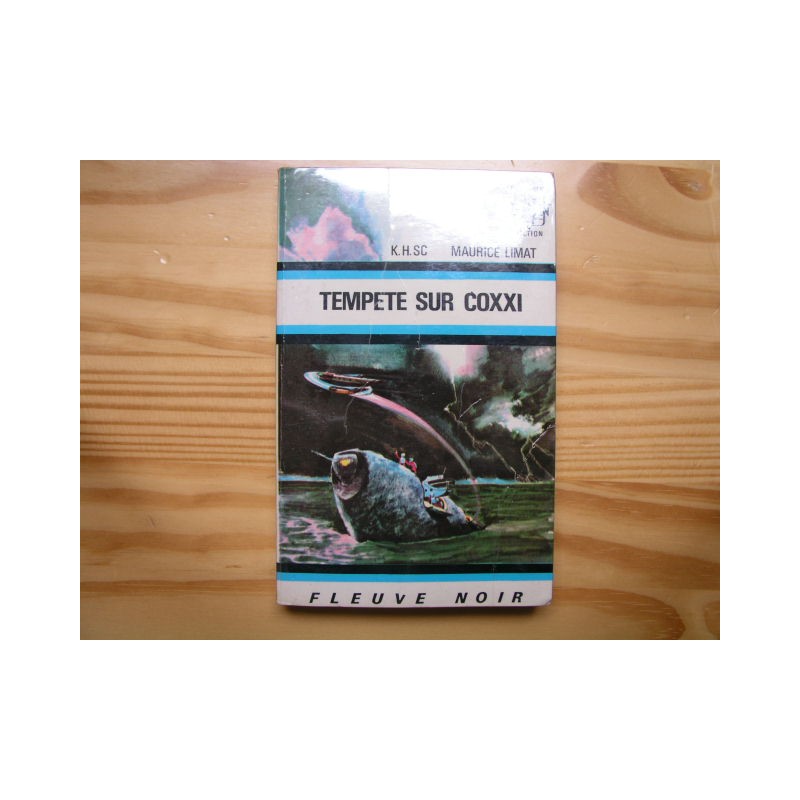 K.H.SC MAURICE LIMAT
TEMPETE SUR COXXI
FLEUVE NOIR